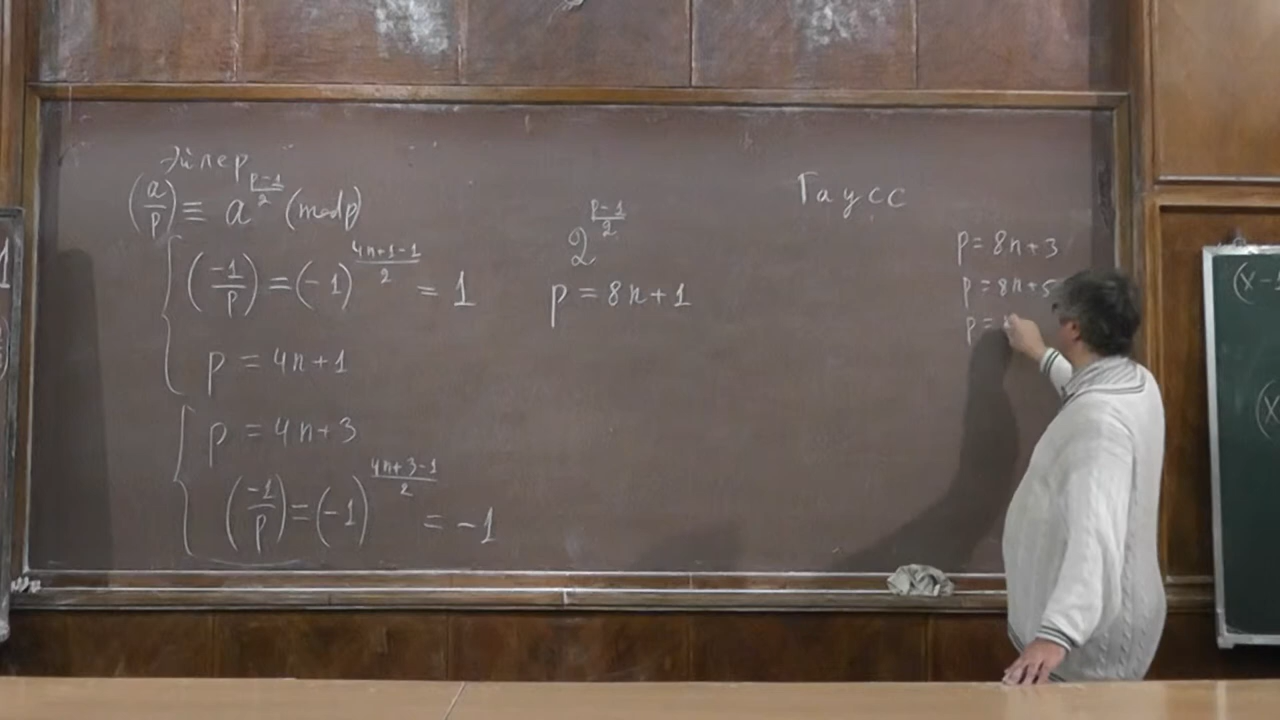 Эйлер
(a/p) ≡ a^((p-1)/2) (mod p)
(-1/p) = (-1)^((4n+1-1)/2) = 1
p = 4n+1
p = 4n+3
(-1/p) = (-1)^((4n+3-1)/2) = -1
2^((p-1)/2)
p = 8n+1
Гаусс
p = 8n+3
p = 8n+5
p =
(x-
(x